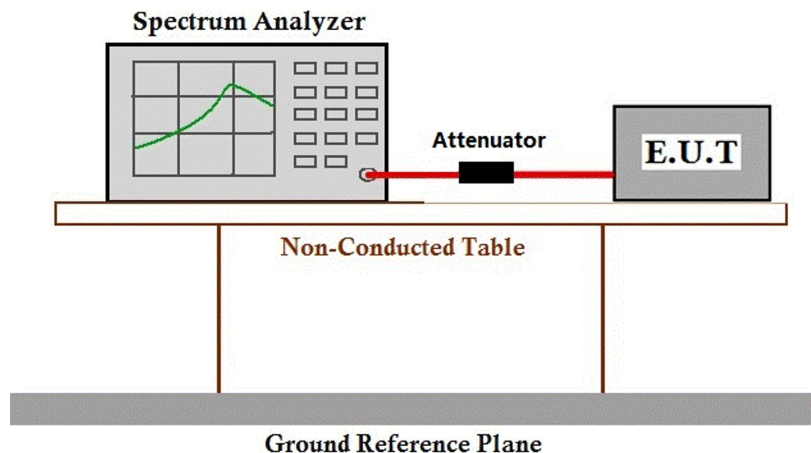 Spectrum Analyzer
Attenuator
E.U.T
Non-Conducted Table
Ground Reference Plane